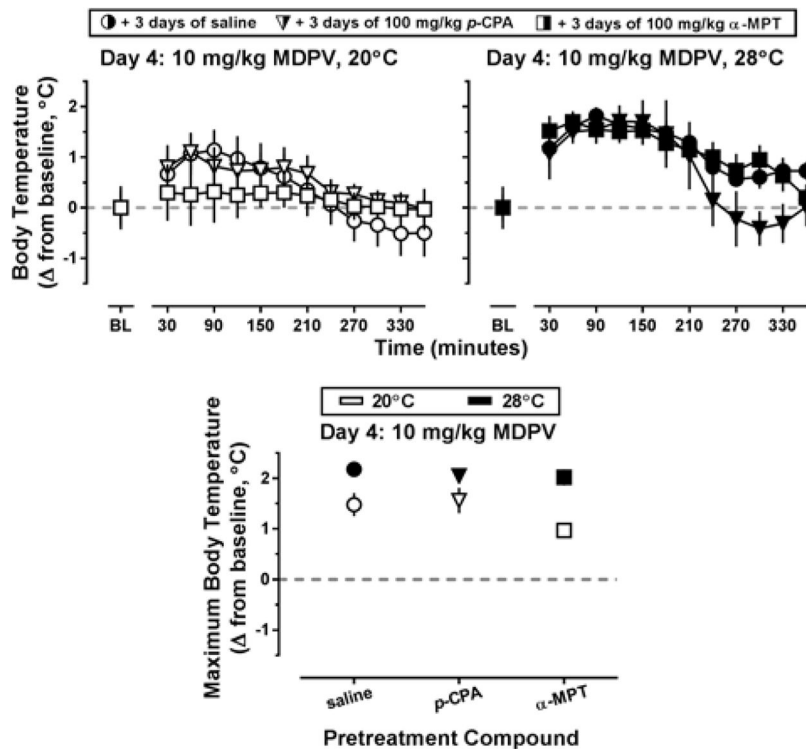 + 3 days of saline + 3 days of 100 mg/kg p-CPA + 3 days of 100 mg/kg α-MPT
Day 4: 10 mg/kg MDPV, 20°C Day 4: 10 mg/kg MDPV, 28°C
Body Temperature
(Δ from baseline, °C)
2
1
0
-1
2
1
0
-1
BL 30 90 150 210 270 330 BL 30 90 150 210 270 330
Time (minutes)
20°C 28°C
Day 4: 10 mg/kg MDPV
Maximum Body Temperature
(Δ from baseline, °C)
2
1
0
-1
saline p-CPA α-MPT
Pretreatment Compound